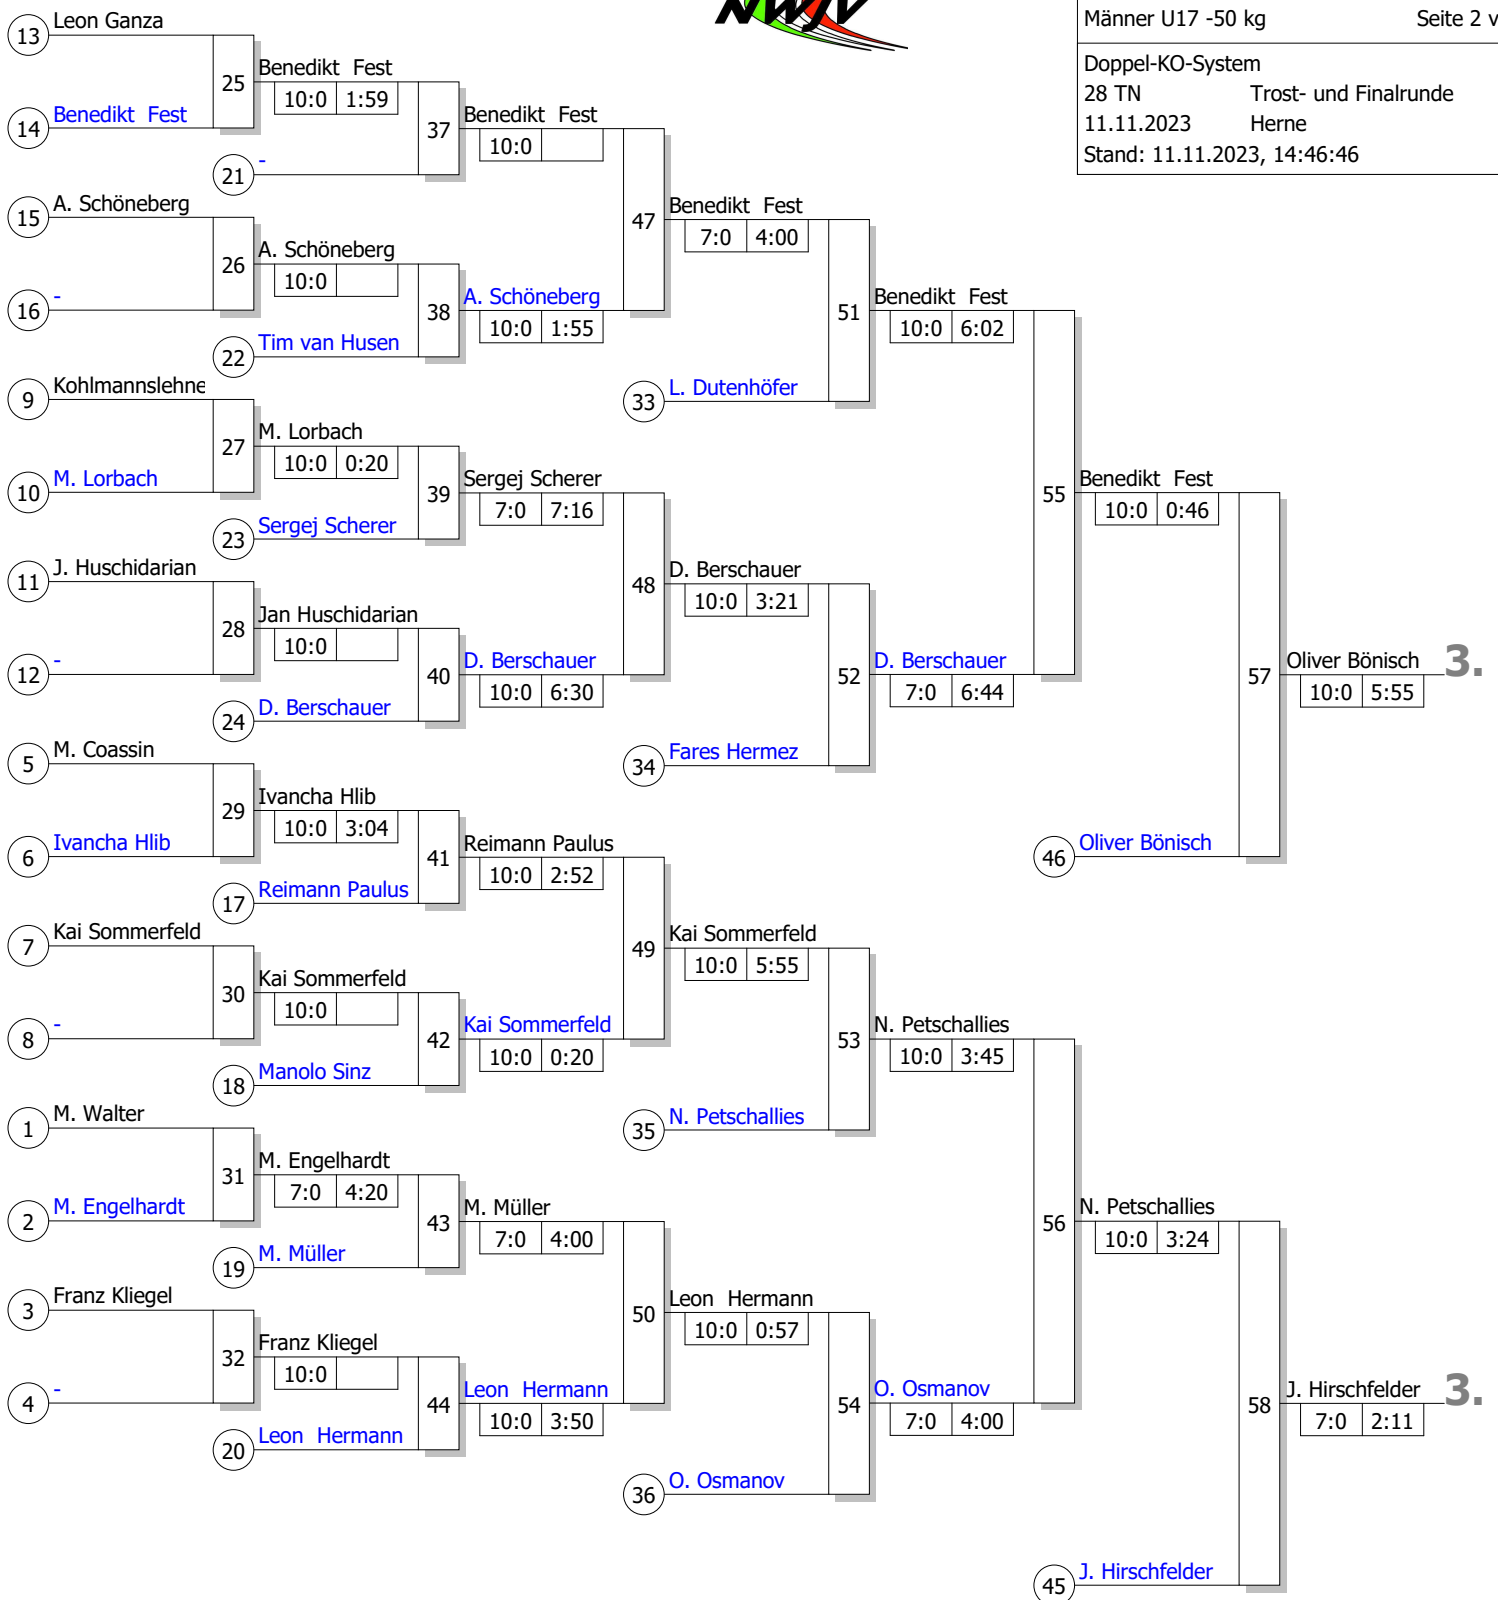 NWJV
Männer U17 -50 kg Seite 2 v
Doppel-KO-System
28 TN Trost- und Finalrunde
11.11.2023 Herne
Stand: 11.11.2023, 14:46:46
13 Leon Ganza
25 Benedikt Fest
10:0 1:59
14 Benedikt Fest
37 Benedikt Fest
10:0
21 -
15 A. Schöneberg
47 Benedikt Fest
7:0 4:00
26 A. Schöneberg
10:0
16 -
38 A. Schöneberg
10:0 1:55
51 Benedikt Fest
10:0 6:02
22 Tim van Husen
9 Kohlmannslehne
33 L. Dutenhöfer
27 M. Lorbach
10:0 0:20
10 M. Lorbach
39 Sergej Scherer
7:0 7:16
55 Benedikt Fest
10:0 0:46
23 Sergej Scherer
11 J. Huschidarian
48 D. Berschauer
10:0 3:21
28 Jan Huschidarian
10:0
12 -
40 D. Berschauer
10:0 6:30
52 D. Berschauer
7:0 6:44
57 Oliver Bönisch 3.
10:0 5:55
24 D. Berschauer
5 M. Coassin
34 Fares Hermez
29 Ivancha Hlib
10:0 3:04
6 Ivancha Hlib
41 Reimann Paulus
10:0 2:52
46 Oliver Bönisch
17 Reimann Paulus
7 Kai Sommerfeld
49 Kai Sommerfeld
10:0 5:55
30 Kai Sommerfeld
10:0
8 -
42 Kai Sommerfeld
10:0 0:20
53 N. Petschallies
10:0 3:45
18 Manolo Sinz
1 M. Walter
35 N. Petschallies
31 M. Engelhardt
7:0 4:20
2 M. Engelhardt
43 M. Müller
7:0 4:00
56 N. Petschallies
10:0 3:24
19 M. Müller
3 Franz Kliegel
50 Leon Hermann
10:0 0:57
32 Franz Kliegel
10:0
4 -
44 Leon Hermann
10:0 3:50
54 O. Osmanov
7:0 4:00
58 J. Hirschfelder 3.
7:0 2:11
20 Leon Hermann
36 O. Osmanov
45 J. Hirschfelder